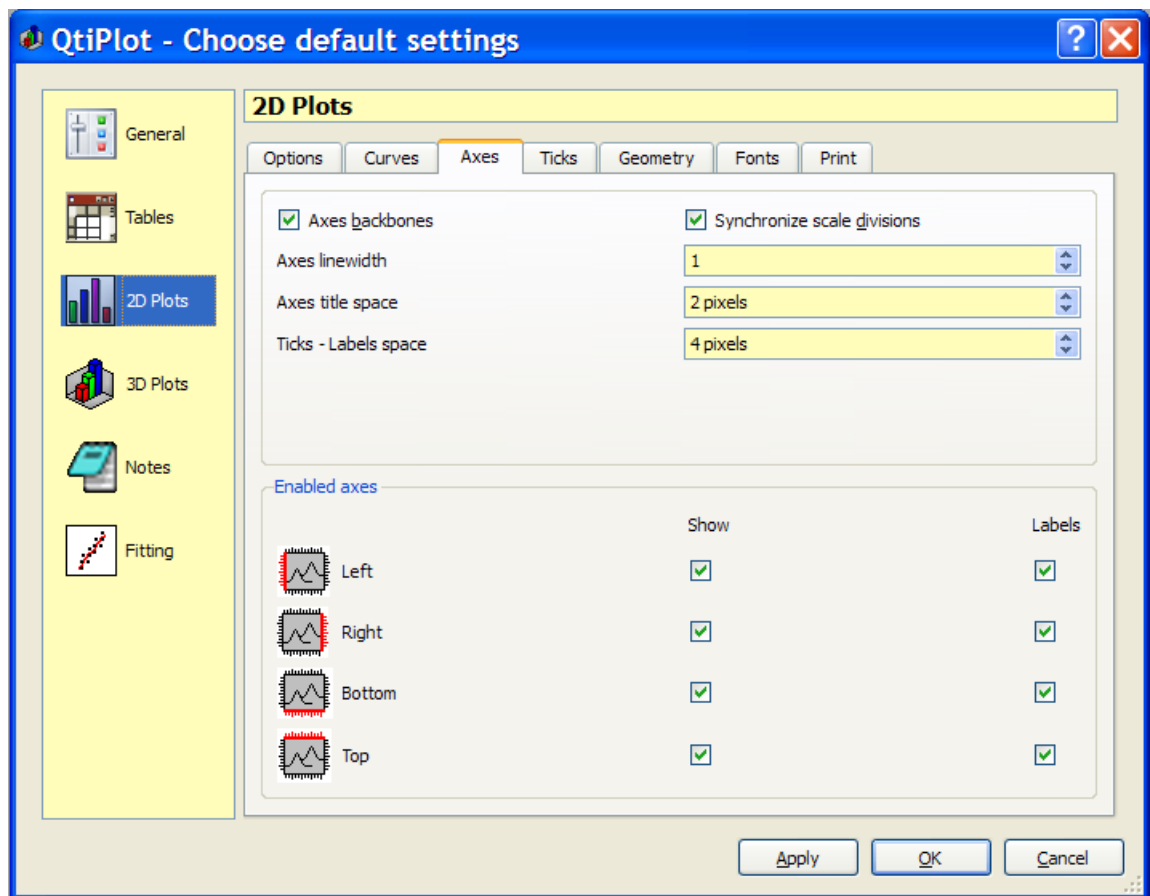 QtiPlot - Choose default settings
General
Tables
2D Plots
3D Plots
Notes
Fitting
2D Plots
Options Curves Axes Ticks Geometry Fonts Print
Axes backbones Synchronize scale divisions
Axes linewidth 1
Axes title space 2 pixels
Ticks - Labels space 4 pixels
Enabled axes
Show Labels
Left
Right
Bottom
Top
Apply OK Cancel